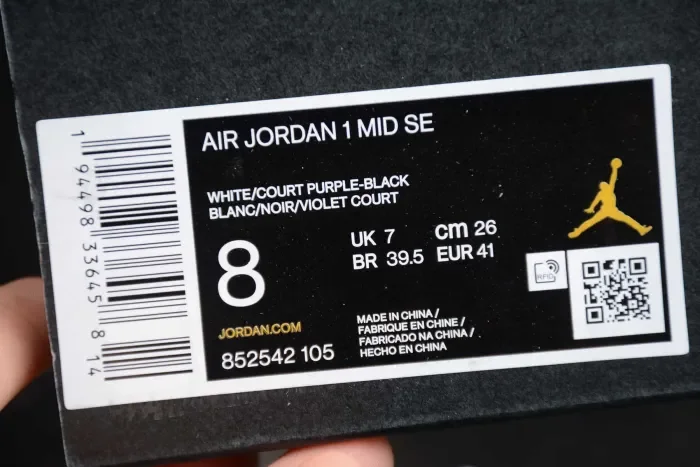 AIR JORDAN 1 MID SE
WHITE/COURT PURPLE-BLACK
BLANC/NOIR/VIOLET COURT
8
UK 7 cm 26
BR 39.5 EUR 41
JORDAN.COM
852542 105
MADE IN CHINA /
FABRIQUE EN CHINE /
FABRICADO NA CHINA /
HECHO EN CHINA
RFID
1 94498 33645 8 14